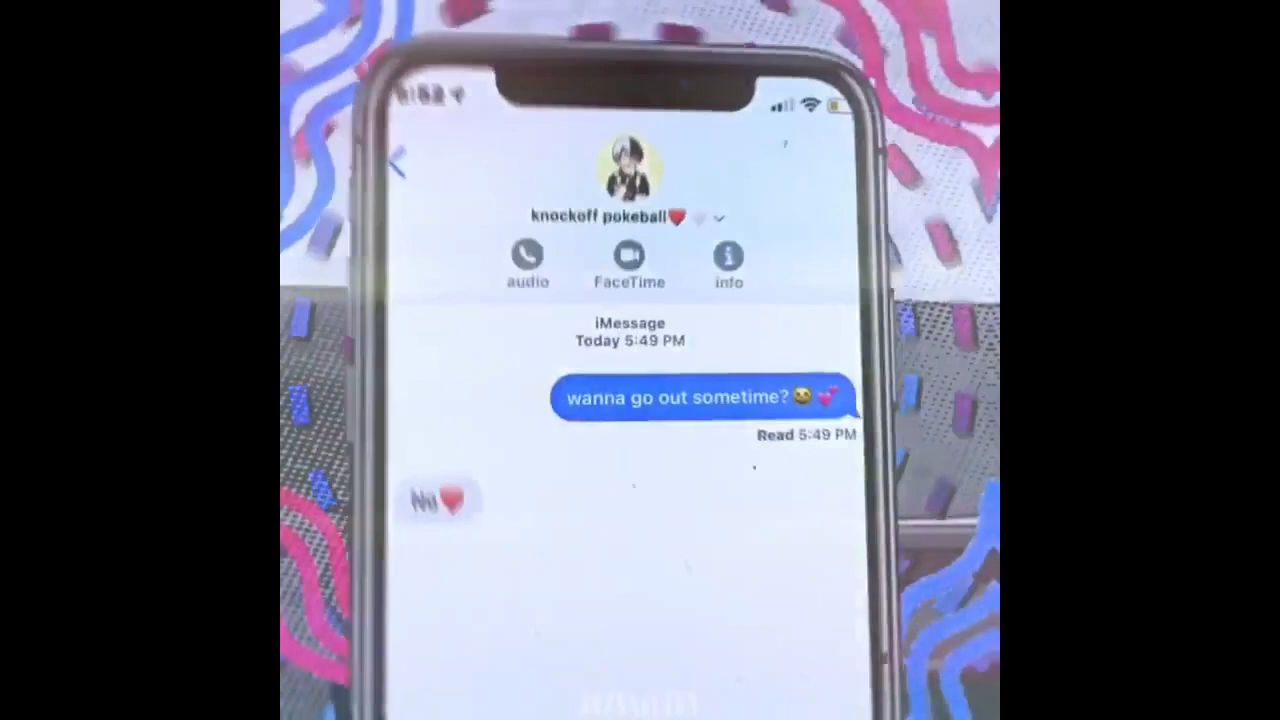 knockoff pokeball❤️🤍
audio FaceTime info
iMessage
Today 5:49 PM
wanna go out sometime?😆💕
Read 5:49 PM